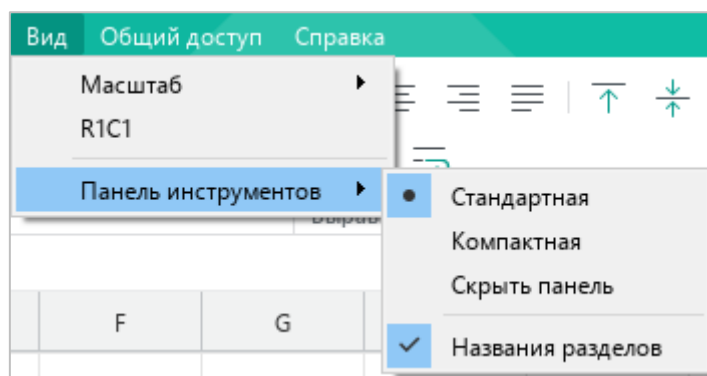 Вид Общий доступ Справка
Масштаб
R1C1
Панель инструментов
Стандартная
Компактная
Скрыть панель
Названия разделов
F G